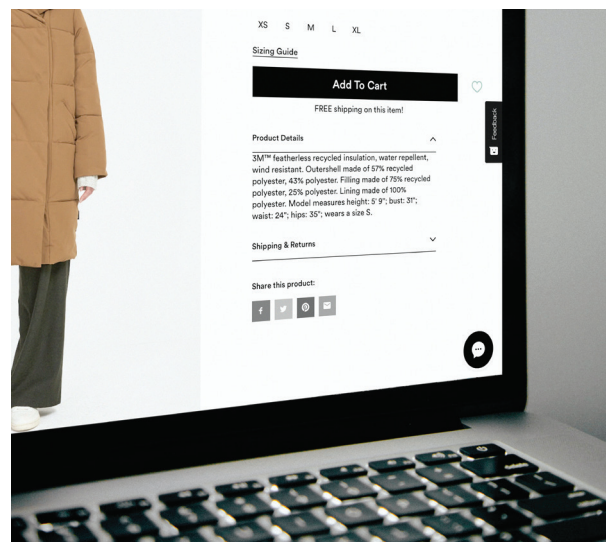 XS S M L XL
Sizing Guide
Add To Cart
FREE shipping on this item!
Feedback
Product Details
3M™ featherless recycled insulation, water repellent,
wind resistant. Outershell made of 57% recycled
polyester, 43% polyester. Filling made of 75% recycled
polyester, 25% polyester. Lining made of 100%
polyester. Model measures height: 5' 9"; bust: 31";
waist: 24"; hips: 35"; wears a size S.
Shipping & Returns
Share this product:
delete